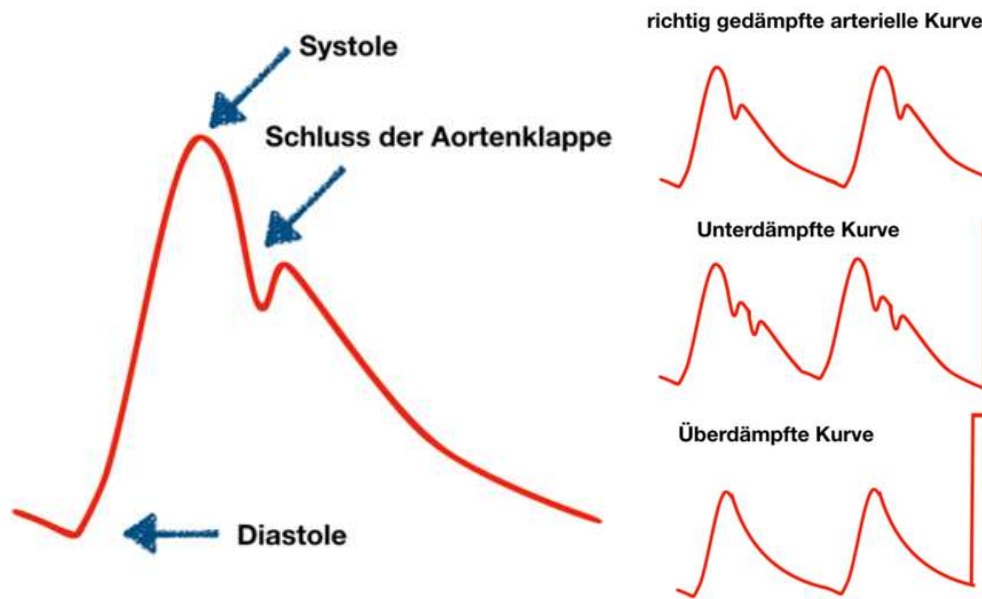 Systole
Schluss der Aortenklappe
Diastole
richtig gedämpfte arterielle Kurve
Unterdämpfte Kurve
Überdämpfte Kurve